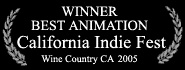 WINNER
BEST ANIMATION
California Indie Fest
Wine Country CA 2005